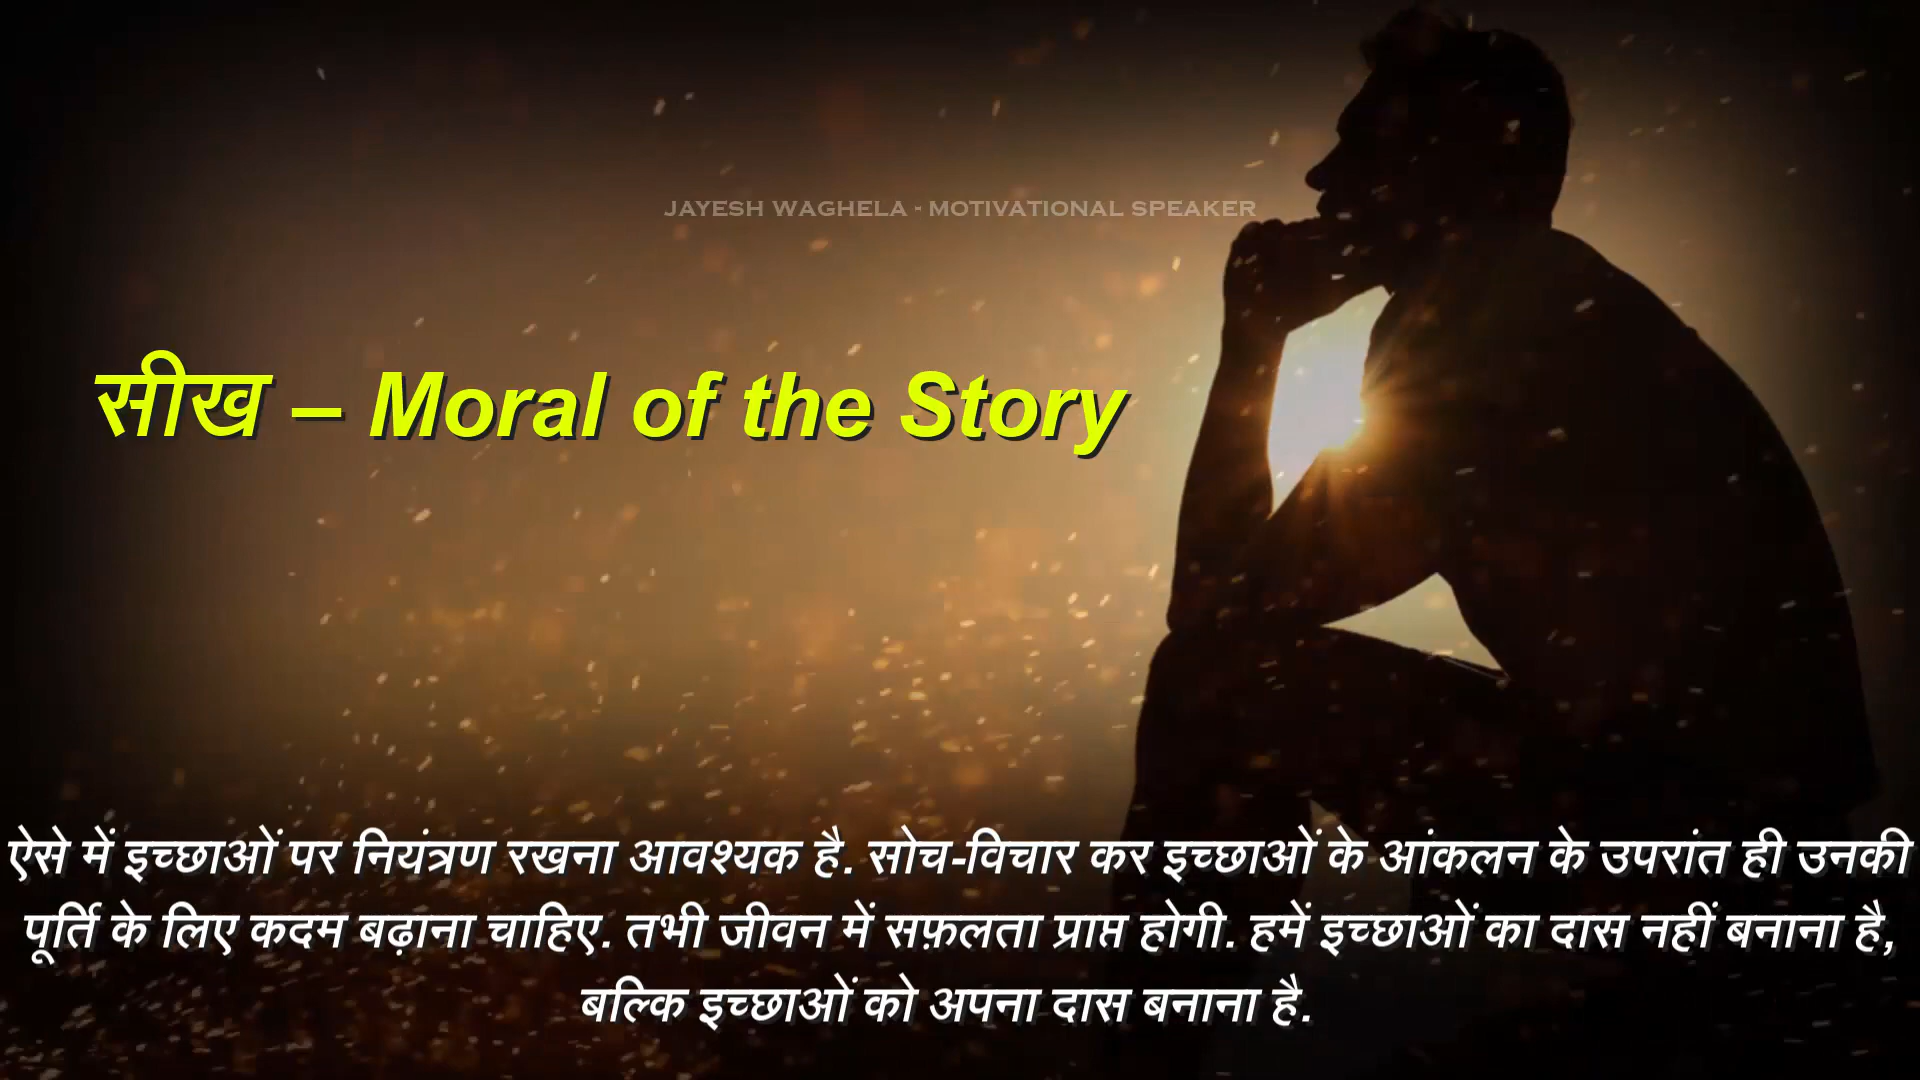 JAYESH WAGHELA - MOTIVATIONAL SPEAKER
सीख – Moral of the Story
ऐसे में इच्छाओं पर नियंत्रण रखना आवश्यक है. सोच-विचार कर इच्छाओं के आंकलन के उपरांत ही उनकी
पूर्ति के लिए कदम बढ़ाना चाहिए. तभी जीवन में सफ़लता प्राप्त होगी. हमें इच्छाओं का दास नहीं बनाना है,
बल्कि इच्छाओं को अपना दास बनाना है.